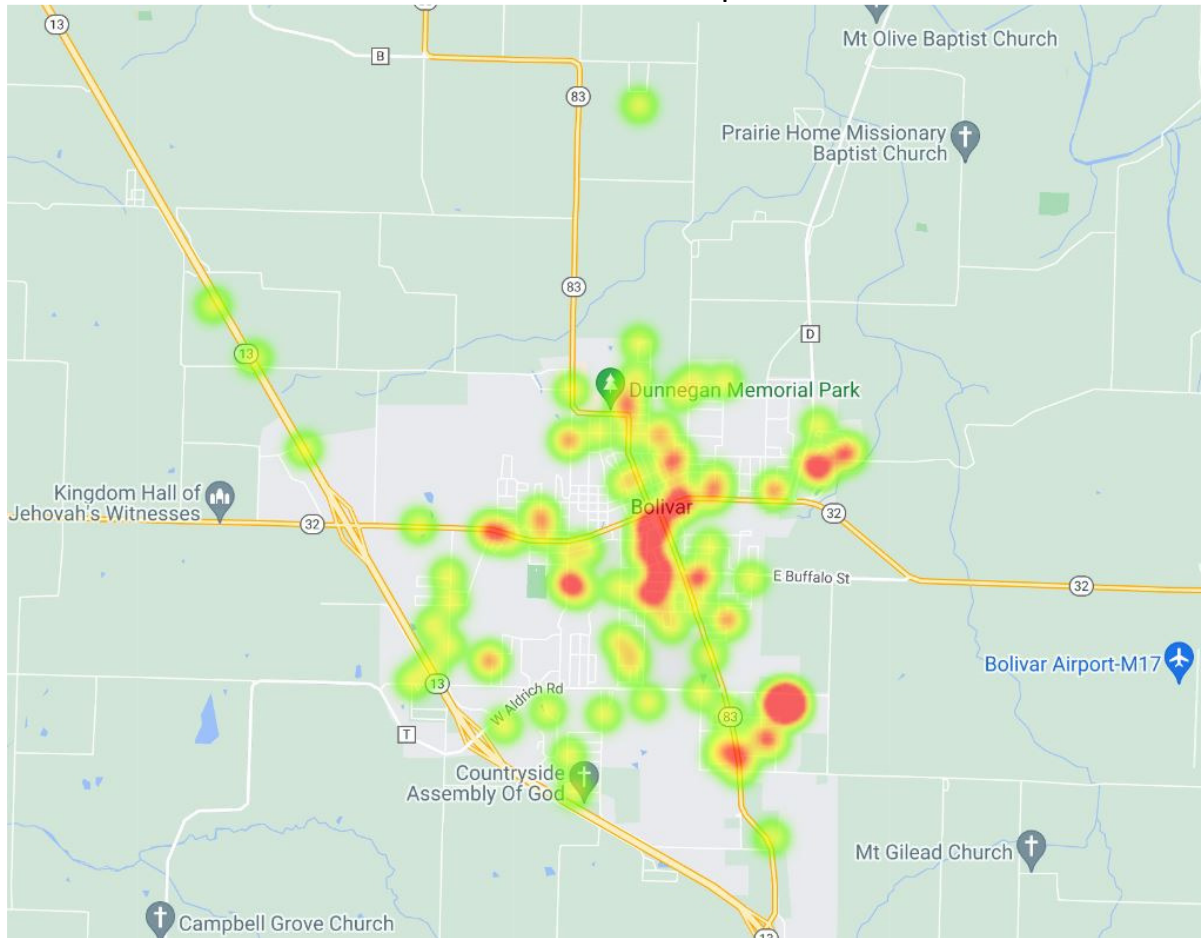 13
B
83
Mt Olive Baptist Church
Prairie Home Missionary
Baptist Church
83
D
13
Dunnegan Memorial Park
Kingdom Hall of
Jehovah's Witnesses
32
Bolivar
32
E Buffalo St
32
Bolivar Airport-M17
13
W Aldrich Rd
T
83
Countryside
Assembly Of God
Mt Gilead Church
Campbell Grove Church
13